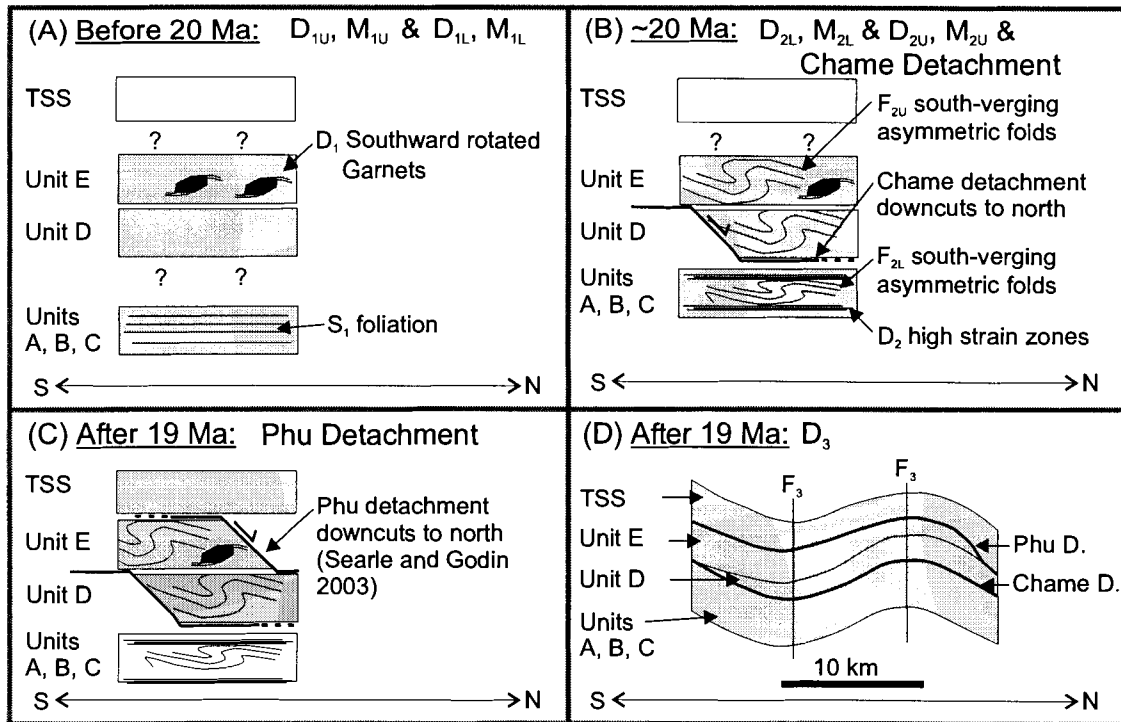 (A) Before 20 Ma: D1U, M1U & D1L, M1L
TSS
? ?
D1 Southward rotated
Garnets
Unit E
Unit D
? ?
Units
A, B, C
S1 foliation
S N
(B) ~20 Ma: D2L, M2L & D2U, M2U &
Chame Detachment
TSS
? ?
F2U south-verging
asymmetric folds
Unit E
Chame detachment
downcuts to north
Unit D
F2L south-verging
asymmetric folds
Units
A, B, C
D2 high strain zones
S N
(C) After 19 Ma: Phu Detachment
TSS
Unit E
Phu detachment
downcuts to north
(Searle and Godin
2003)
Unit D
Units
A, B, C
S N
(D) After 19 Ma: D3
F3 F3
TSS
Unit E
Phu D.
Unit D
Chame D.
Units
A, B, C
10 km
S N